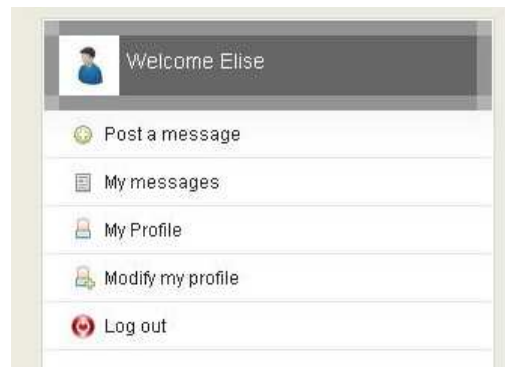 Welcome Elise
Post a message
My messages
My Profile
Modify my profile
Log out